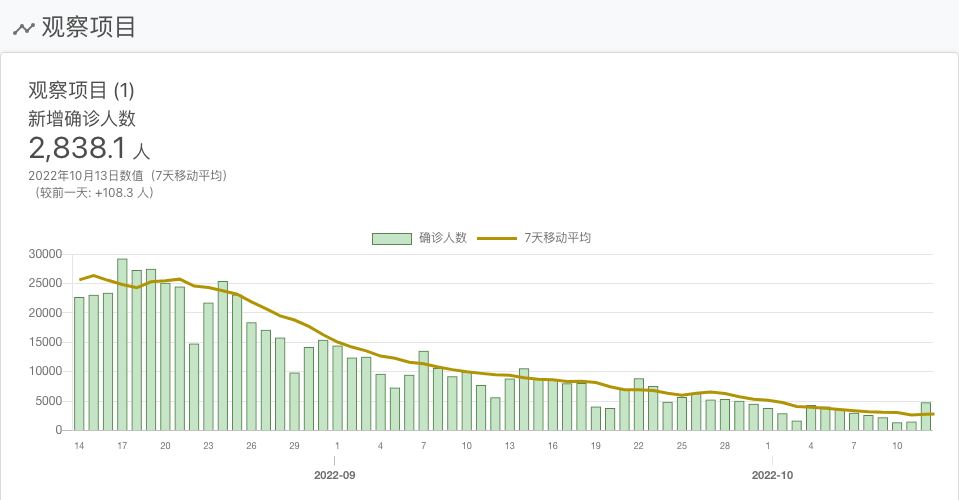 观察项目
观察项目 (1)
新增确诊人数
2,838.1 人
2022年10月13日数值（7天移动平均）
（较前一天: +108.3 人）
确诊人数 7天移动平均
30000
25000
20000
15000
10000
5000
0
14 17 20 23 26 29 1 4 7 10 13 16 19 22 25 28 1 4 7 10
2022-09 2022-10